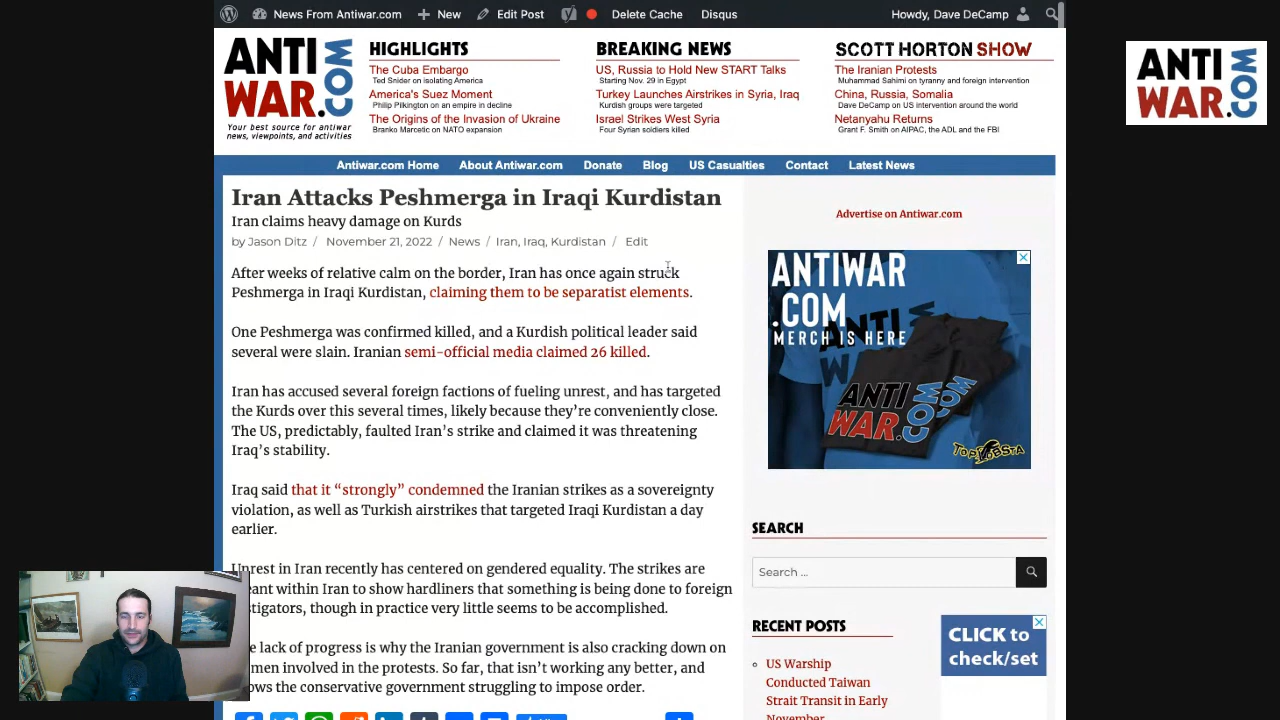 News From Antiwar.com New Edit Post Delete Cache Disqus Howdy, Dave DeCamp
ANTI
WAR.COM
Your best source for antiwar
news, viewpoints, and activities
HIGHLIGHTS
The Cuba Embargo
Ted Snider on isolating America
America's Suez Moment
Philip Pilkington on an empire in decline
The Origins of the Invasion of Ukraine
Branko Marcetic on NATO expansion
BREAKING NEWS
US, Russia to Hold New START Talks
Starting Nov. 29 in Egypt
Turkey Launches Airstrikes in Syria, Iraq
Kurdish groups were targeted
Israel Strikes West Syria
Four Syrian soldiers killed
SCOTT HORTON SHOW
The Iranian Protests
Muhammad Sahimi on tyranny and foreign intervention
China, Russia, Somalia
Dave DeCamp on US intervention around the world
Netanyahu Returns
Grant F. Smith on AIPAC, the ADL and the FBI
ANTI
WAR.COM
Antiwar.com Home About Antiwar.com Donate Blog US Casualties Contact Latest News
Iran Attacks Peshmerga in Iraqi Kurdistan
Iran claims heavy damage on Kurds
by Jason Ditz / November 21, 2022 / News / Iran, Iraq, Kurdistan / Edit
After weeks of relative calm on the border, Iran has once again struck
Peshmerga in Iraqi Kurdistan, claiming them to be separatist elements.
One Peshmerga was confirmed killed, and a Kurdish political leader said
several were slain. Iranian semi-official media claimed 26 killed.
Iran has accused several foreign factions of fueling unrest, and has targeted
the Kurds over this several times, likely because they're conveniently close.
The US, predictably, faulted Iran's strike and claimed it was threatening
Iraq's stability.
Iraq said that it “strongly” condemned the Iranian strikes as a sovereignty
violation, as well as Turkish airstrikes that targeted Iraqi Kurdistan a day
earlier.
Unrest in Iran recently has centered on gendered equality. The strikes are
within Iran to show hardliners that something is being done to foreign
though in practice very little seems to be accomplished.
lack of progress is why the Iranian government is also cracking down on
involved in the protests. So far, that isn't working any better, and
the conservative government struggling to impose order.
Advertise on Antiwar.com
ANTIWAR
.COM
MERCH IS HERE
ANTI
WAR.COM
SEARCH
Search …
RECENT POSTS
US Warship
Conducted Taiwan
Strait Transit in Early
November
CLICK to
check/set